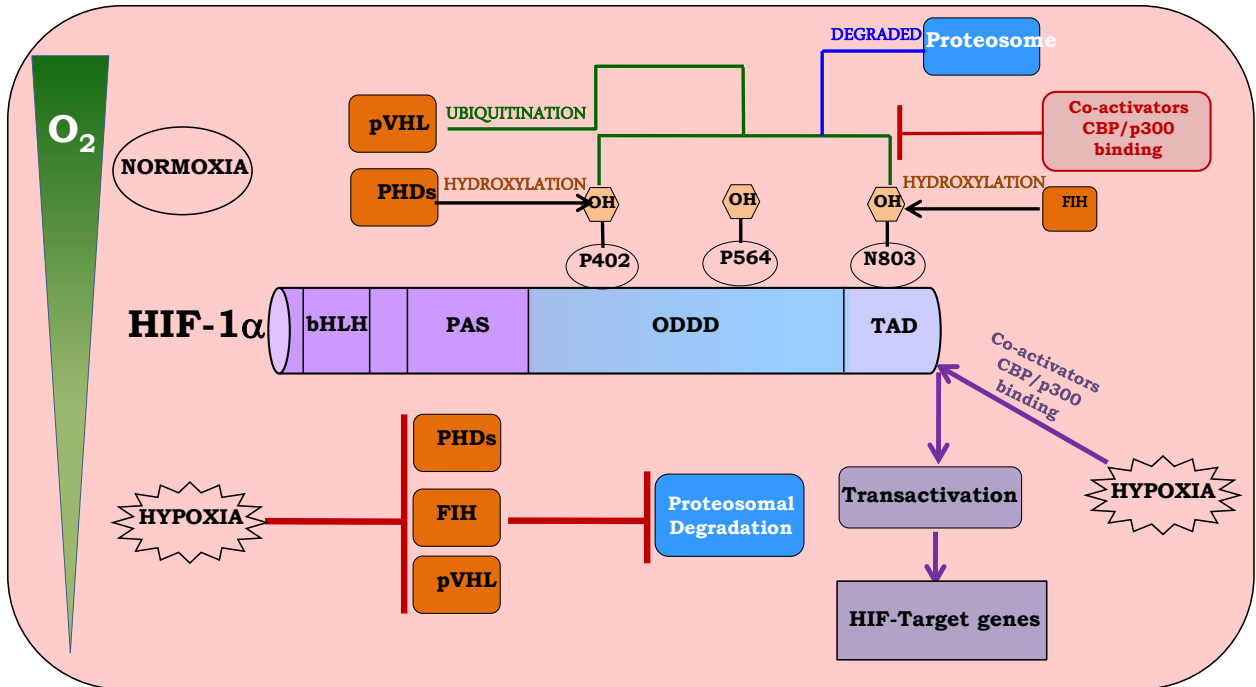 DEGRADED
Proteosome
O2
pVHL
UBIQUITINATION
Co-activators
CBP/p300
binding
NORMOXIA
PHDs
HYDROXYLATION
HYDROXYLATION
FIH
OH
OH
OH
P402
P564
N803
HIF-1α
bHLH
PAS
ODDD
TAD
Co-activators
CBP/p300
binding
PHDs
HYPOXIA
FIH
pVHL
Proteosomal
Degradation
Transactivation
HYPOXIA
HIF-Target genes